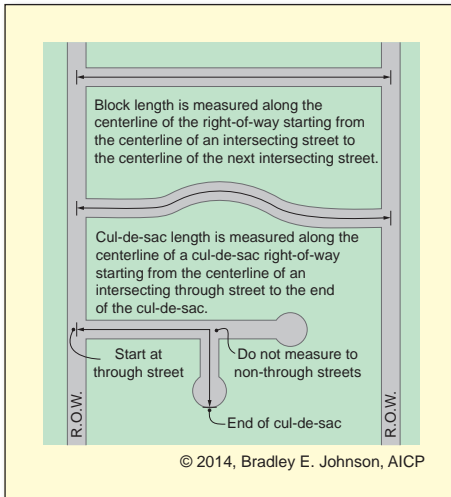 Block length is measured along the
centerline of the right-of-way starting from
the centerline of an intersecting street to
the centerline of the next intersecting street.
Cul-de-sac length is measured along the
centerline of a cul-de-sac right-of-way
starting from the centerline of an
intersecting through street to the end
of the cul-de-sac.
Start at
through street
Do not measure to
non-through streets
End of cul-de-sac
R.O.W.
R.O.W.
© 2014, Bradley E. Johnson, AICP